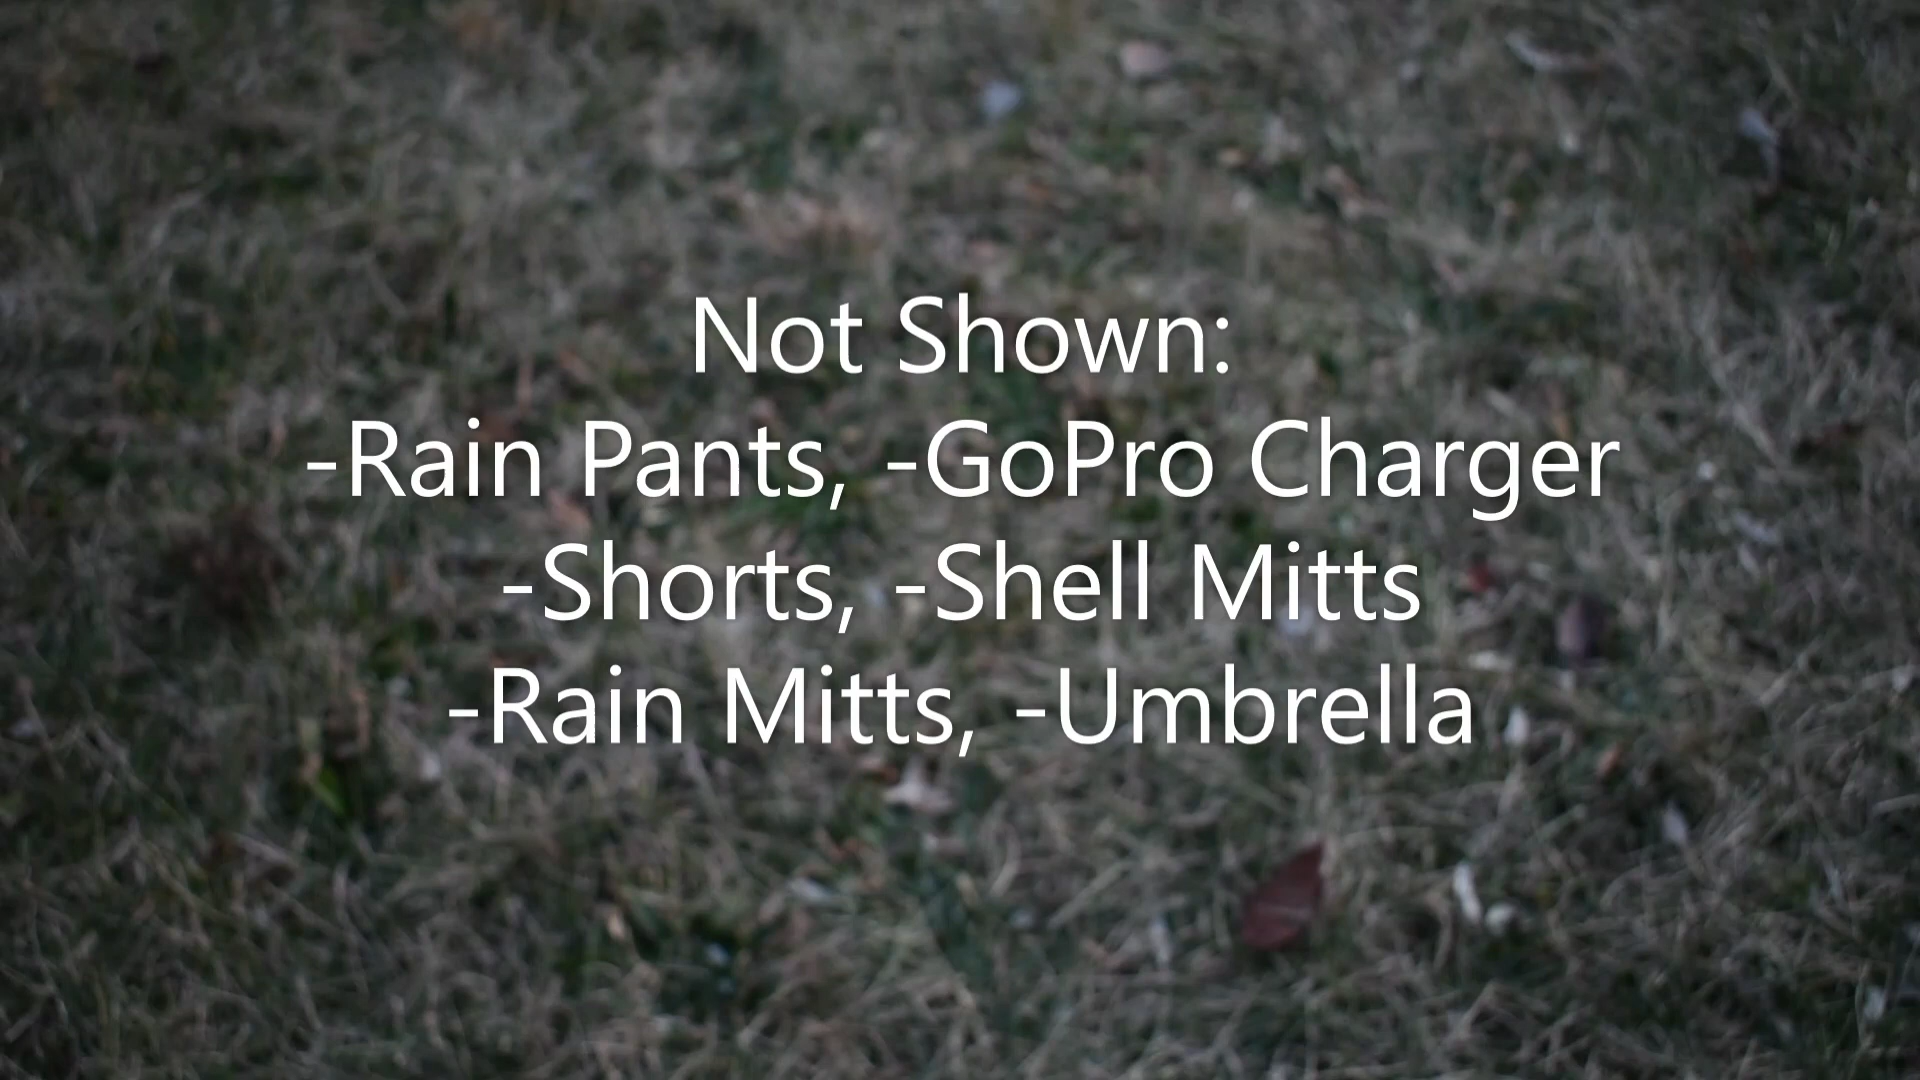 Not Shown:
-Rain Pants, -GoPro Charger
-Shorts, -Shell Mitts
-Rain Mitts, -Umbrella